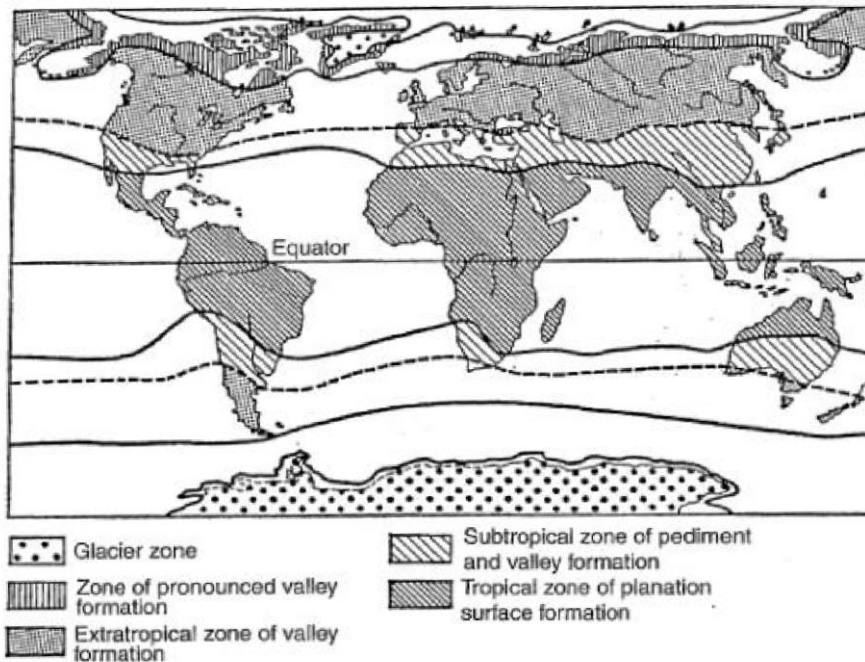 Equator
Glacier zone
Zone of pronounced valley
formation
Extratropical zone of valley
formation
Subtropical zone of pediment
and valley formation
Tropical zone of planation
surface formation